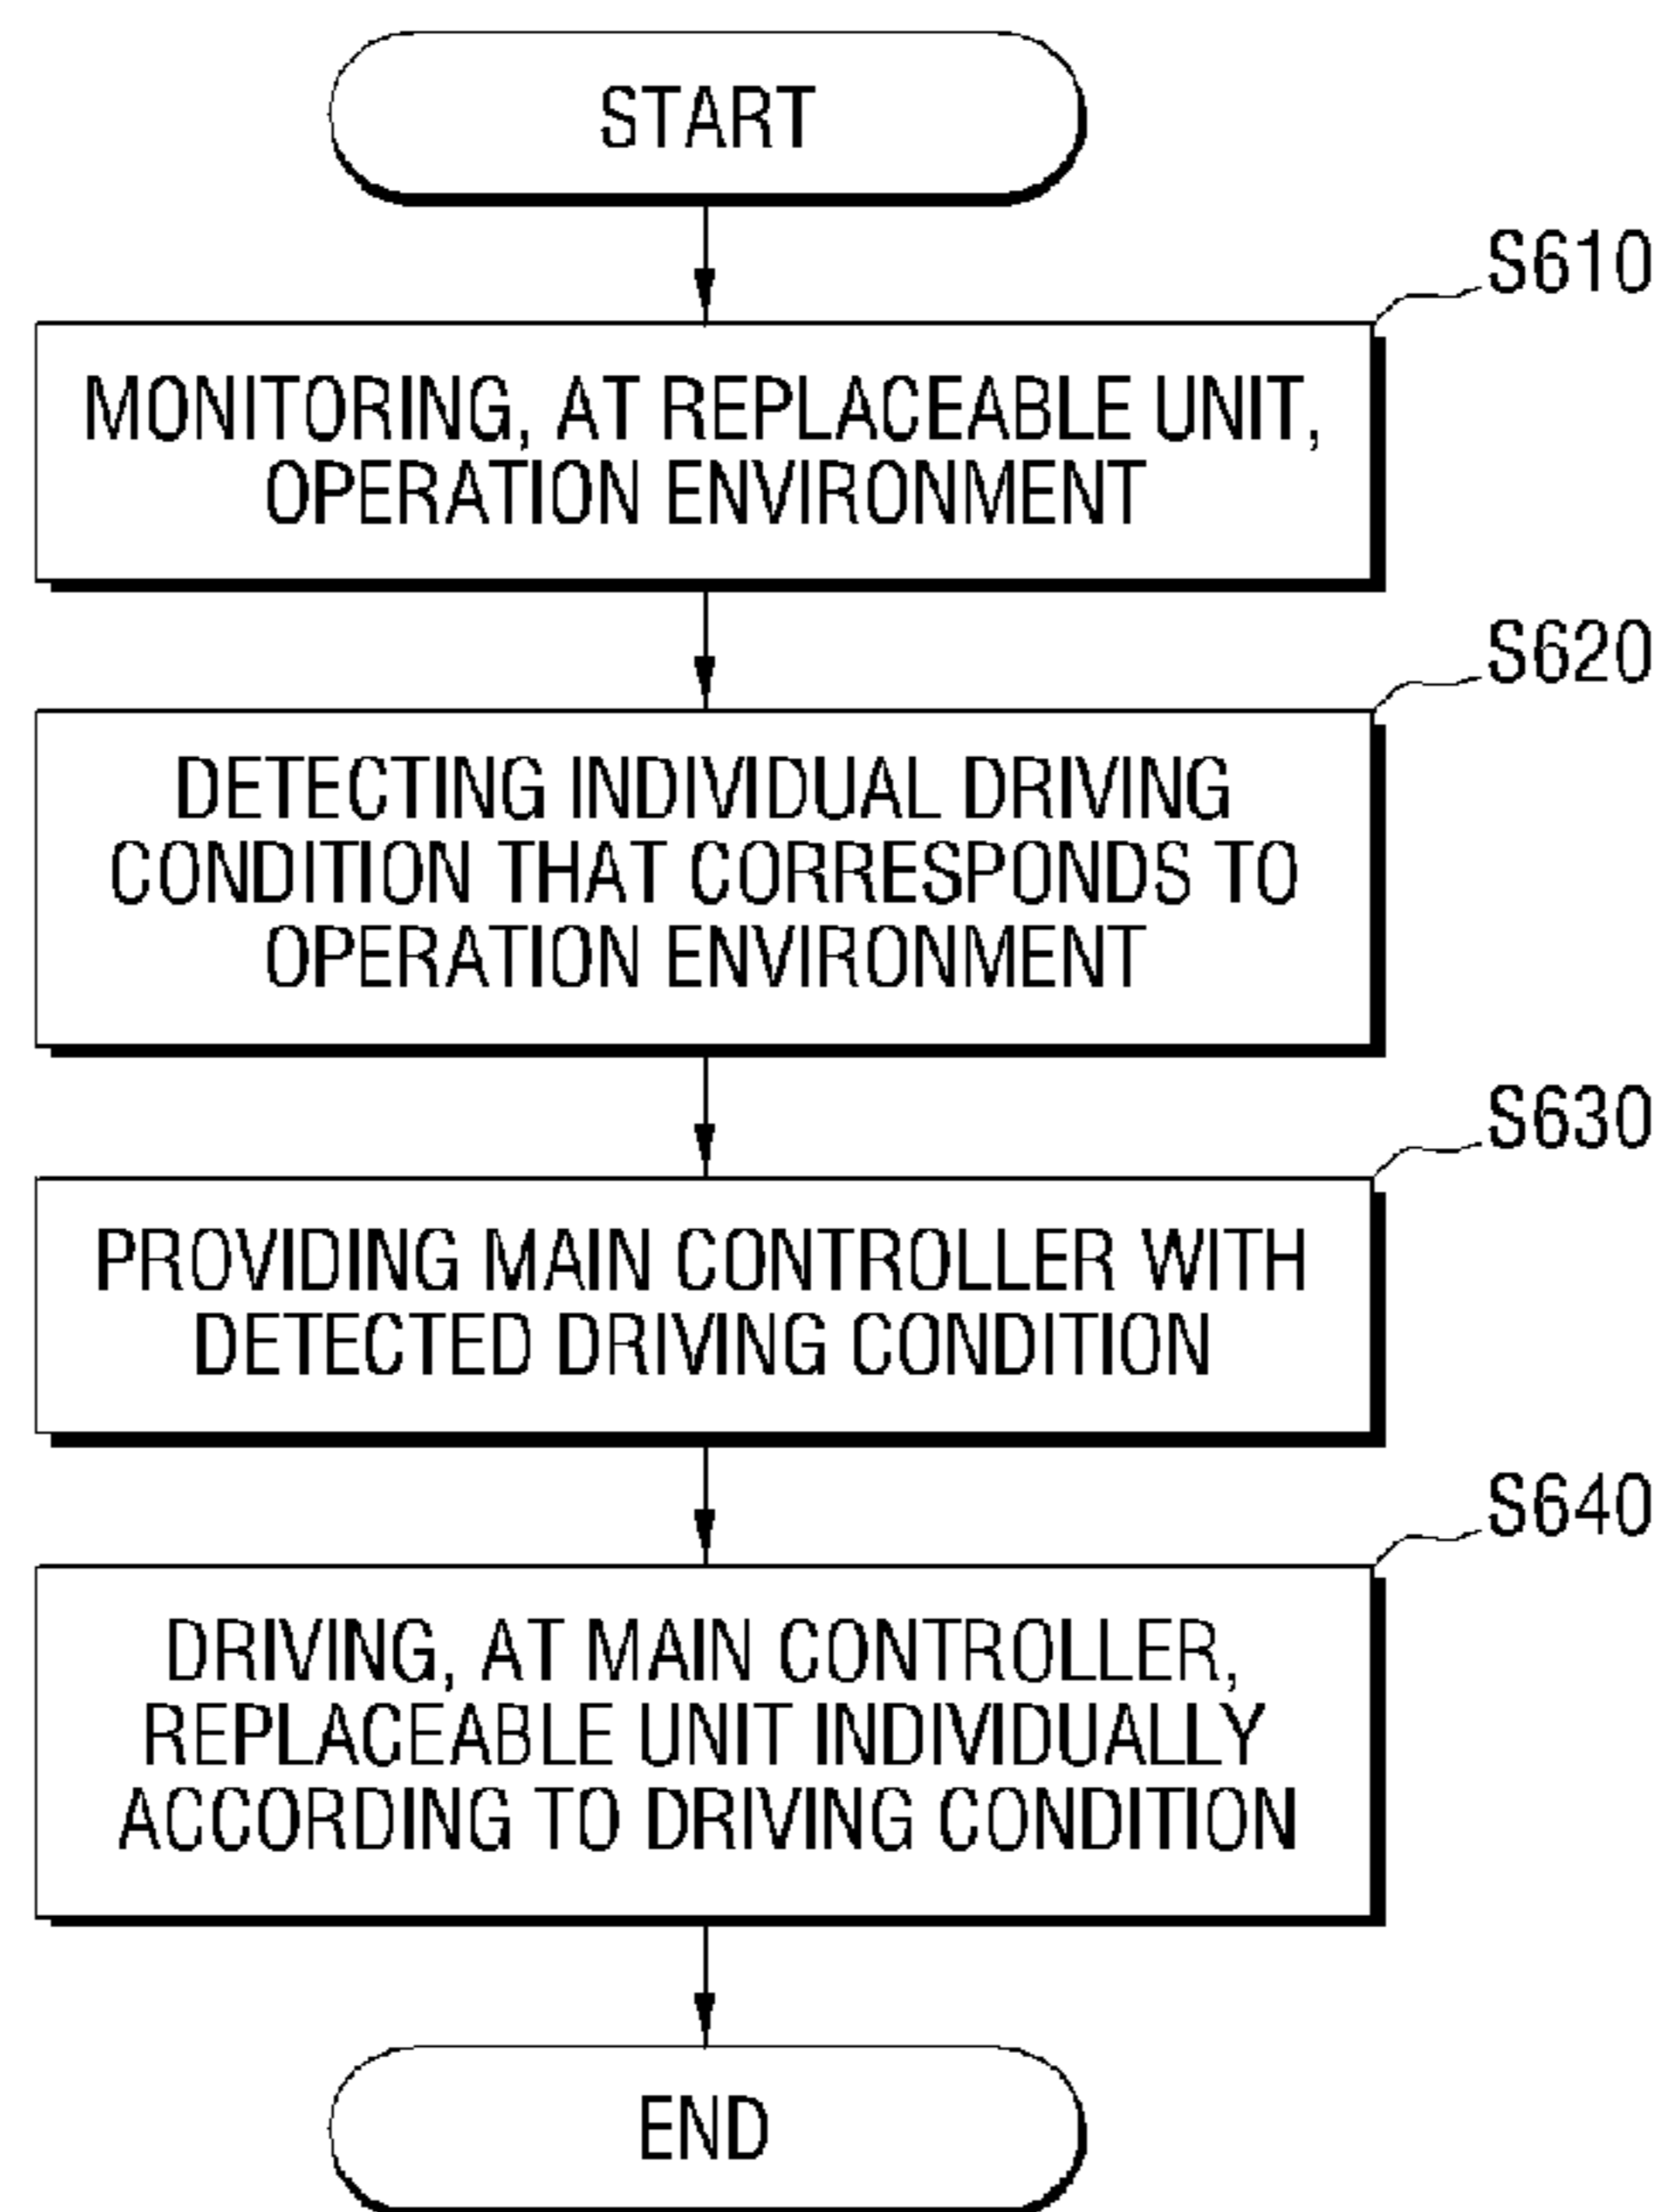 START
S610
MONITORING, AT REPLACEABLE UNIT,
OPERATION ENVIRONMENT
S620
DETECTING INDIVIDUAL DRIVING
CONDITION THAT CORRESPONDS TO
OPERATION ENVIRONMENT
S630
PROVIDING MAIN CONTROLLER WITH
DETECTED DRIVING CONDITION
S640
DRIVING, AT MAIN CONTROLLER,
REPLACEABLE UNIT INDIVIDUALLY
ACCORDING TO DRIVING CONDITION
END